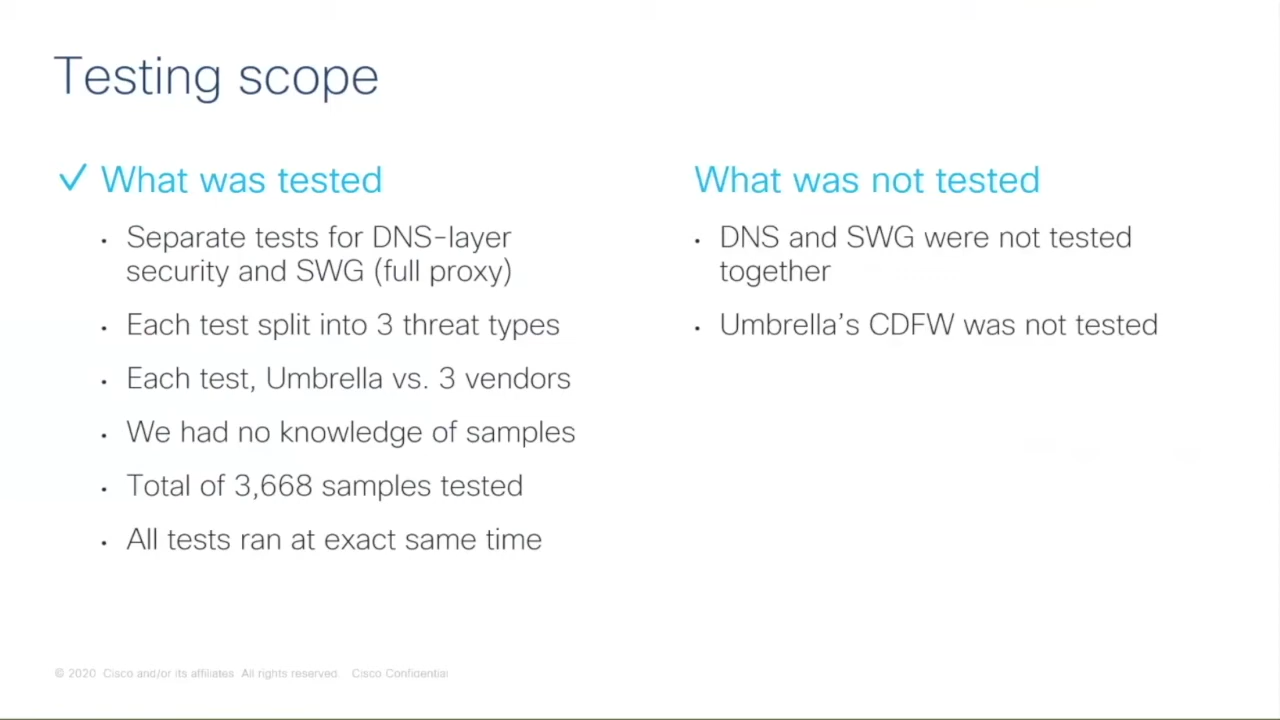 Testing scope
✓ What was tested
• Separate tests for DNS-layer
security and SWG (full proxy)
• Each test split into 3 threat types
• Each test, Umbrella vs. 3 vendors
• We had no knowledge of samples
• Total of 3,668 samples tested
• All tests ran at exact same time
What was not tested
• DNS and SWG were not tested
together
• Umbrella's CDFW was not tested
© 2020 Cisco and/or its affiliates. All rights reserved. Cisco Confidential